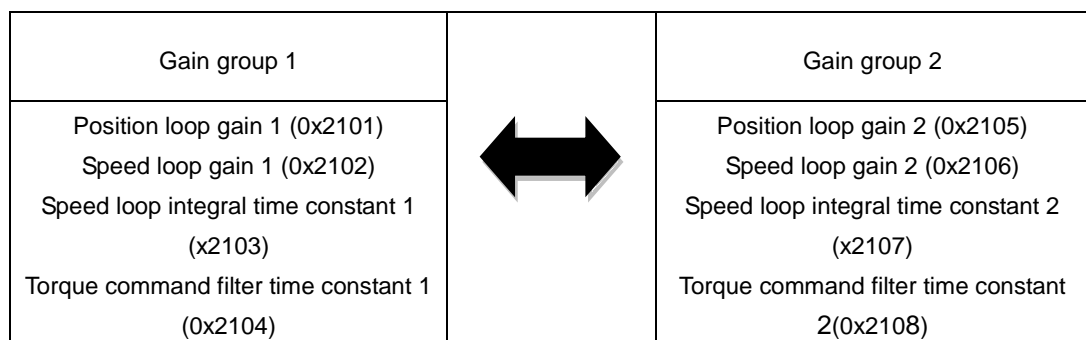 Gain group 1
Position loop gain 1 (0x2101)
Speed loop gain 1 (0x2102)
Speed loop integral time constant 1
(x2103)
Torque command filter time constant 1
(0x2104)
Gain group 2
Position loop gain 2 (0x2105)
Speed loop gain 2 (0x2106)
Speed loop integral time constant 2
(x2107)
Torque command filter time constant
2(0x2108)